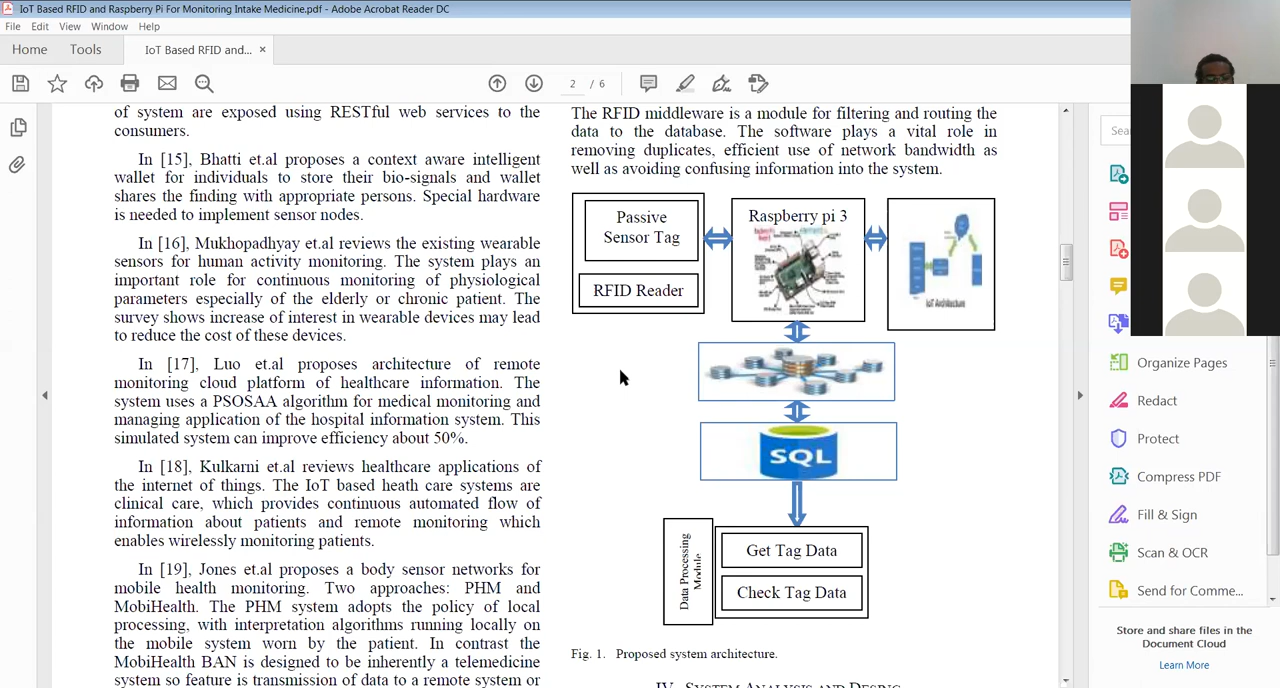 IoT Based RFID and Raspberry Pi For Monitoring Intake Medicine.pdf - Adobe Acrobat Reader DC
File Edit View Window Help
Home Tools IoT Based RFID and... ×
2 / 6
of system are exposed using RESTful web services to the
consumers.
In [15], Bhatti et.al proposes a context aware intelligent
wallet for individuals to store their bio-signals and wallet
shares the finding with appropriate persons. Special hardware
is needed to implement sensor nodes.
In [16], Mukhopadhyay et.al reviews the existing wearable
sensors for human activity monitoring. The system plays an
important role for continuous monitoring of physiological
parameters especially of the elderly or chronic patient. The
survey shows increase of interest in wearable devices may lead
to reduce the cost of these devices.
In [17], Luo et.al proposes architecture of remote
monitoring cloud platform of healthcare information. The
system uses a PSOSAA algorithm for medical monitoring and
managing application of the hospital information system. This
simulated system can improve efficiency about 50%.
In [18], Kulkarni et.al reviews healthcare applications of
the internet of things. The IoT based heath care systems are
clinical care, which provides continuous automated flow of
information about patients and remote monitoring which
enables wirelessly monitoring patients.
In [19], Jones et.al proposes a body sensor networks for
mobile health monitoring. Two approaches: PHM and
MobiHealth. The PHM system adopts the policy of local
processing, with interpretation algorithms running locally on
the mobile system worn by the patient. In contrast the
MobiHealth BAN is designed to be inherently a telemedicine
system so feature is transmission of data to a remote system or
The RFID middleware is a module for filtering and routing the
data to the database. The software plays a vital role in
removing duplicates, efficient use of network bandwidth as
well as avoiding confusing information into the system.
Passive
Sensor Tag
RFID Reader
Raspberry pi 3
IoT Architecture
SQL
Data Processing
Module
Get Tag Data
Check Tag Data
Fig. 1. Proposed system architecture.
IV. SYSTEM ANALYSIS AND DESING
Sea
Organize Pages
Redact
Protect
Compress PDF
Fill & Sign
Scan & OCR
Send for Comme...
Store and share files in the
Document Cloud
Learn More